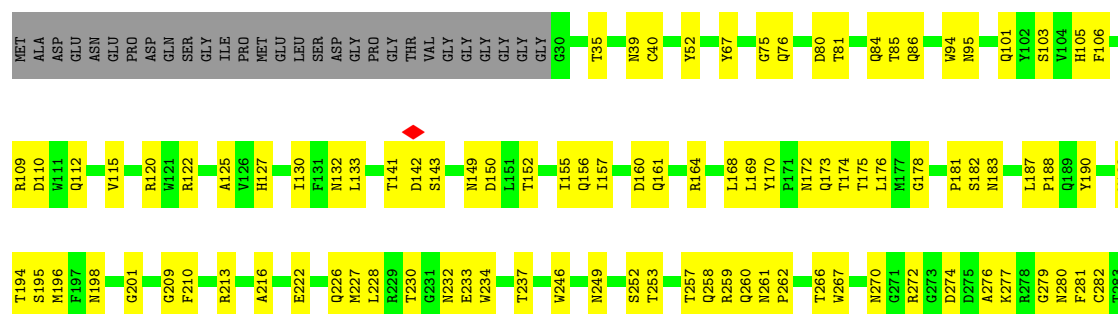 MET ALA ASP GLU ASN GLU PRO ASP GLN SER GLY ILE PRO MET GLU LEU SER ASP GLY PRO GLY THR VAL GLY GLY GLY GLY GLY GLY G30 T35 N39 C40 Y52 Y67 G75 Q76 D80 T81 Q84 T85 Q86 W94 N95 Q101 Y102 S103 V104 H105 F106
R109 D110 W111 Q112 V115 R120 W121 R122 A125 V126 H127 I130 F131 N132 L133 T141 D142 S143 N149 D150 L151 T152 I155 Q156 I157 D160 Q161 R164 L168 L169 Y170 P171 N172 Q173 T174 T175 L176 M177 G178 P181 S182 N183 L187 P188 Q189 Y190
T194 S195 M196 F197 N198 G201 G209 F210 R213 A216 E222 Q226 M227 L228 R229 T230 G231 N232 E233 W234 T237 W246 N249 S252 T253 T257 Q258 R259 Q260 N261 P262 T266 W267 N270 G271 R272 G273 D274 D275 A276 K277 R278 G279 N280 F281 C282